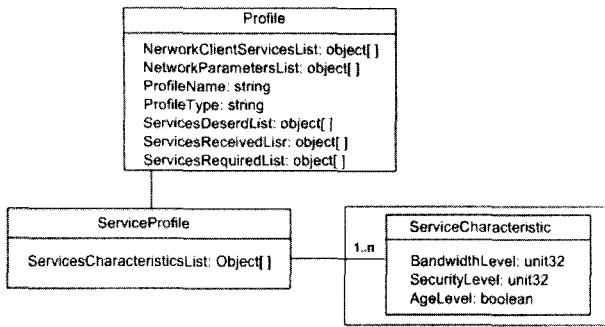 Profile
NerworkClientServicesList: object[ ]
NetworkParametersList: object[ ]
ProfileName: string
ProfileType: string
ServicesDeserdList: object[ ]
ServicesReceivedLisr: object[ ]
ServicesRequiredList: object[ ]
ServiceProfile
ServicesCharacteristicsList: Object[ ]
1..n
ServiceCharacteristic
BandwidthLevel: unit32
SecurityLevel: unit32
AgeLevel: boolean